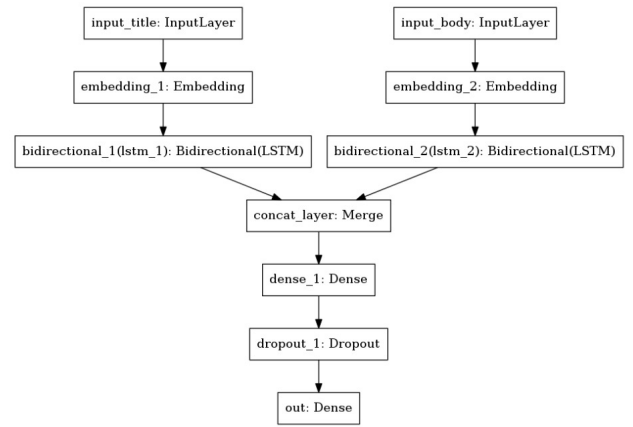 input_title: InputLayer
input_body: InputLayer
embedding_1: Embedding
embedding_2: Embedding
bidirectional_1(lstm_1): Bidirectional(LSTM)
bidirectional_2(lstm_2): Bidirectional(LSTM)
concat_layer: Merge
dense_1: Dense
dropout_1: Dropout
out: Dense